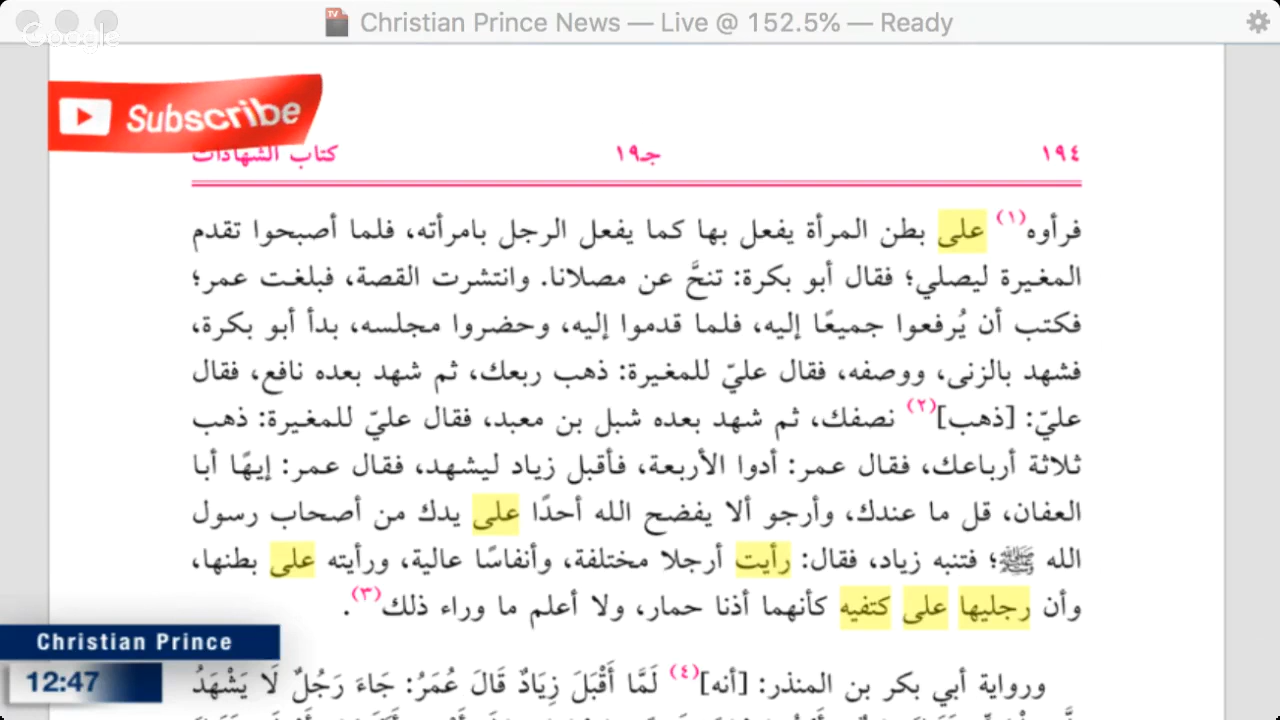 Christian Prince News — Live @ 152.5% — Ready
Google
Subscribe
١٩٤ جـ١٩ كتاب الشهادات
فرأوه(١) على بطن المرأة يفعل بها كما يفعل الرجل بامرأته، فلما أصبحوا تقدم
المغيرة ليصلي؛ فقال أبو بكرة: تنحَّ عن مصلانا. وانتشرت القصة، فبلغت عمر؛
فكتب أن يُرفعوا جميعًا إليه، فلما قدموا إليه، وحضروا مجلسه، بدأ أبو بكرة،
فشهد بالزنى، ووصفه، فقال عليّ للمغيرة: ذهب ربعك، ثم شهد بعده نافع، فقال
عليّ: [ذهب](٢) نصفك، ثم شهد بعده شبل بن معبد، فقال عليّ للمغيرة: ذهب
ثلاثة أرباعك، فقال عمر: أدوا الأربعة، فأقبل زياد ليشهد، فقال عمر: إيهًا أبا
العفان، قل ما عندك، وأرجو ألا يفضح الله أحدًا على يدك من أصحاب رسول
الله ﷺ؛ فتنبه زياد، فقال: رأيت أرجلا مختلفة، وأنفاسًا عالية، ورأيته على بطنها،
وأن رجليها على كتفيه كأنهما أذنا حمار، ولا أعلم ما وراء ذلك(٣).
ورواية أبي بكر بن المنذر: [أنه](٤) لَمَّا أَقْبَلَ زِيَادٌ قَالَ عُمَرُ: جَاءَ رَجُلٌ لَا يَشْهَدُ
Christian Prince
12:47